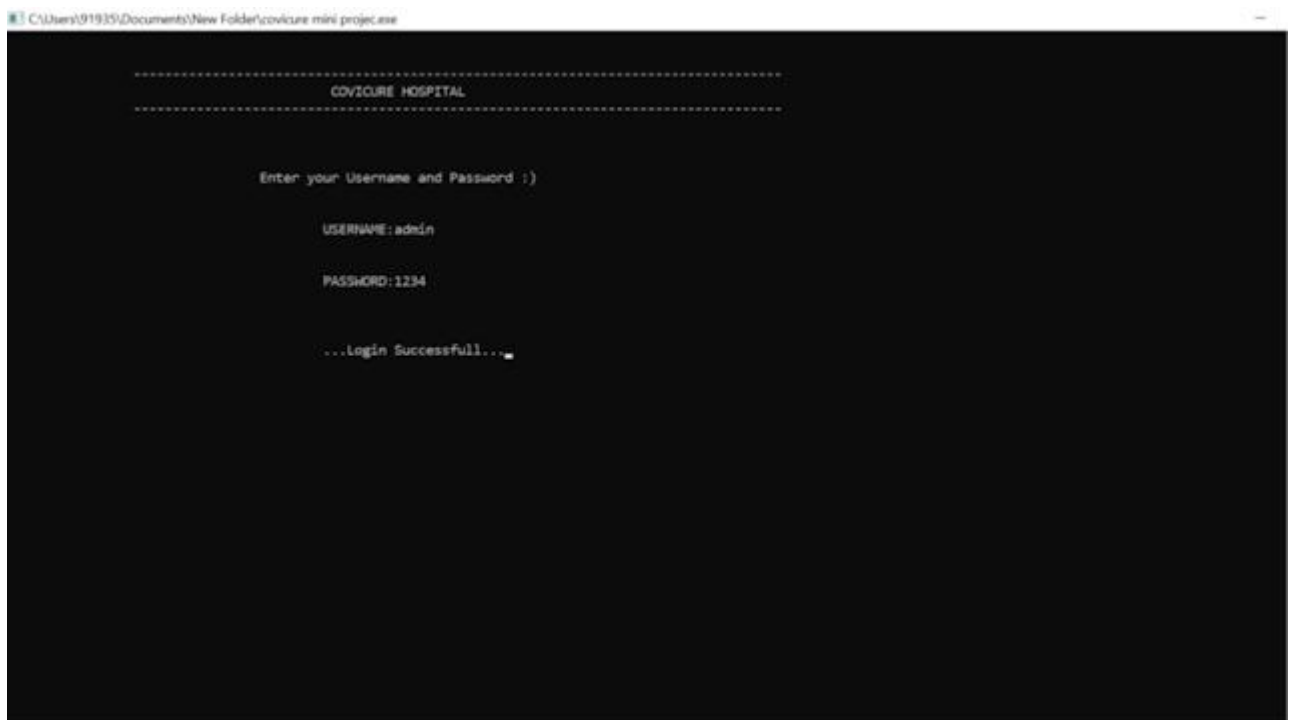 C:\Users\91935\Documents\New Folder\covicure mini projec.exe
--------------------------------------------------------------------------------
COVICURE HOSPITAL
--------------------------------------------------------------------------------
Enter your Username and Password :)
USERNAME:admin
PASSWORD:1234
...Login Successfull...